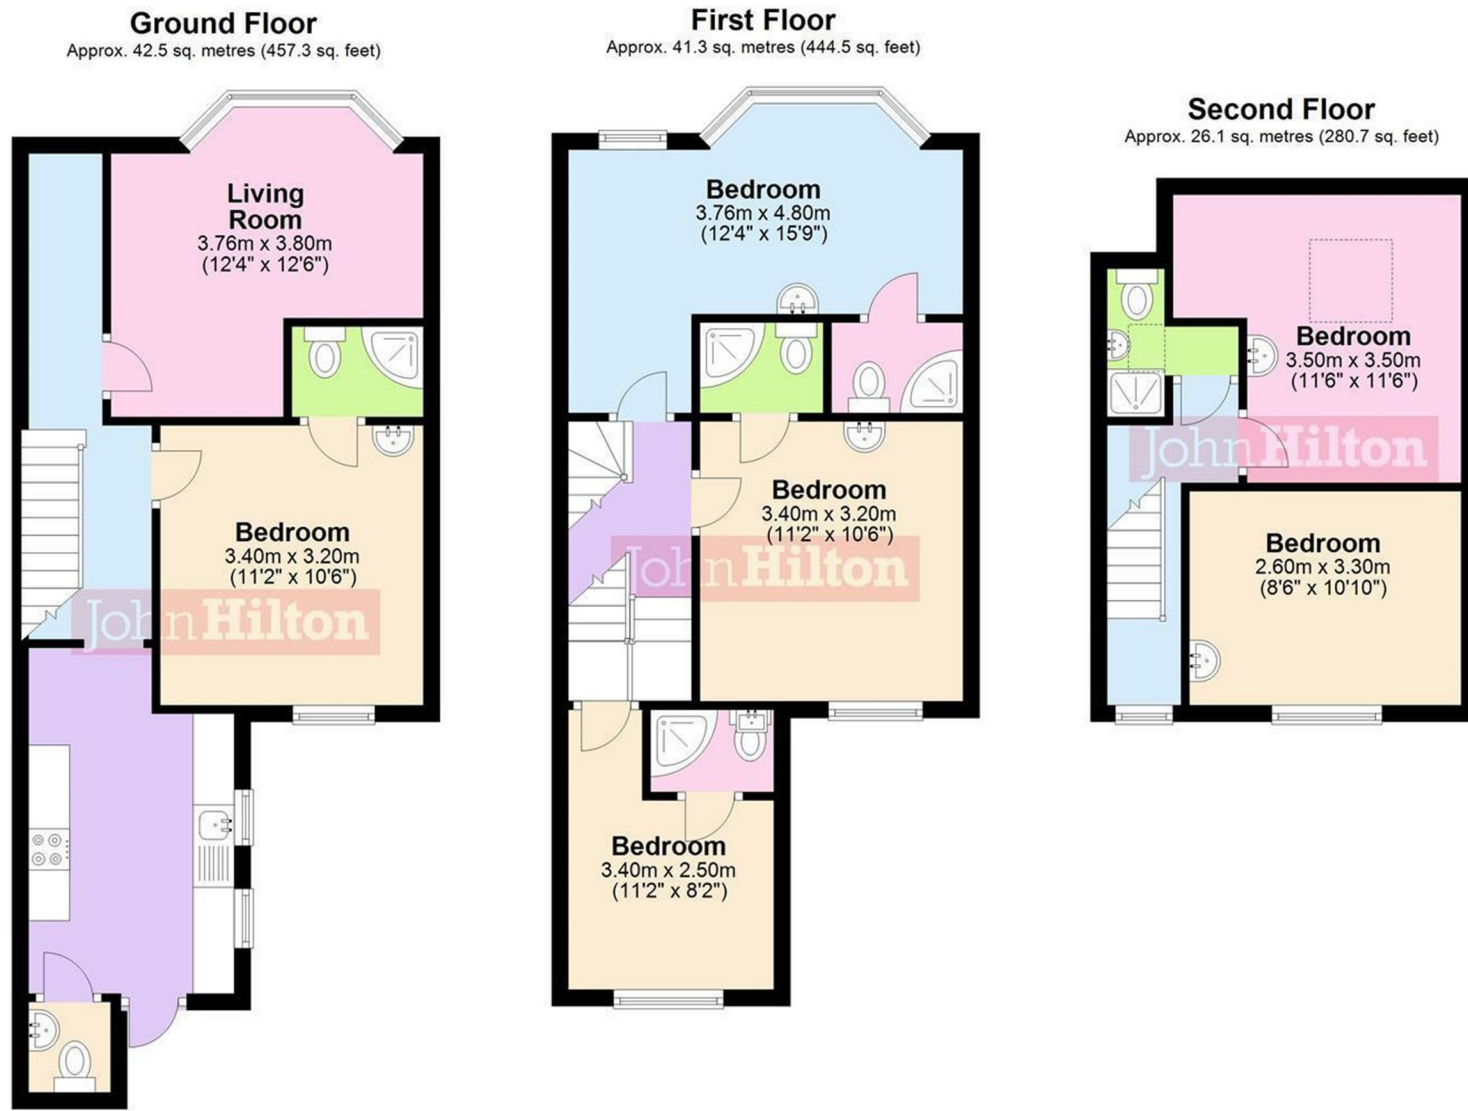 Ground Floor
Approx. 42.5 sq. metres (457.3 sq. feet)
Living
Room
3.76m x 3.80m
(12'4" x 12'6")
Bedroom
3.40m x 3.20m
(11'2" x 10'6")
John Hilton
First Floor
Approx. 41.3 sq. metres (444.5 sq. feet)
Bedroom
3.76m x 4.80m
(12'4" x 15'9")
Bedroom
3.40m x 3.20m
(11'2" x 10'6")
John Hilton
Bedroom
3.40m x 2.50m
(11'2" x 8'2")
Second Floor
Approx. 26.1 sq. metres (280.7 sq. feet)
Bedroom
3.50m x 3.50m
(11'6" x 11'6")
John Hilton
Bedroom
2.60m x 3.30m
(8'6" x 10'10")